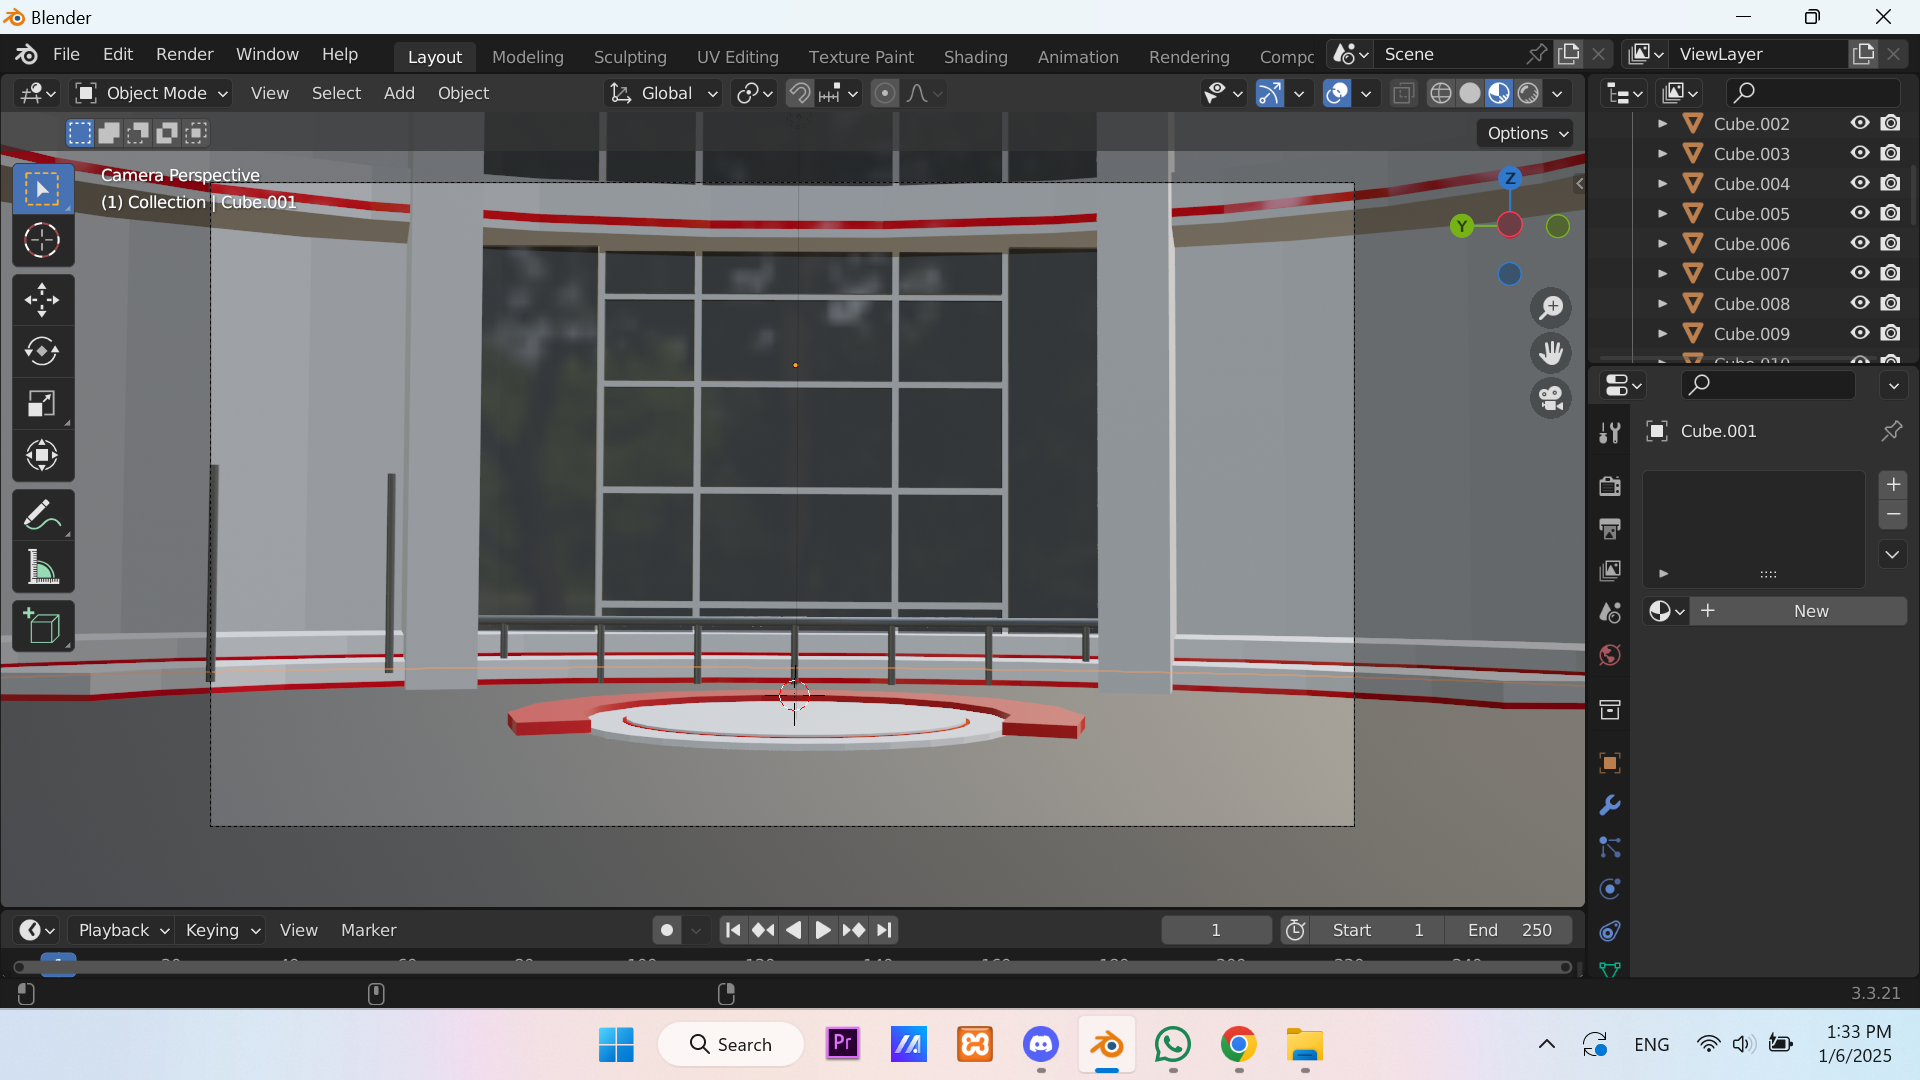 Blender
File Edit Render Window Help Layout Modeling Sculpting UV Editing Texture Paint Shading Animation Rendering Scene ViewLayer
Object Mode View Select Add Object Global
Options
Camera Perspective
(1) Collection | Cube.001
Z
Y
Cube.002
Cube.003
Cube.004
Cube.005
Cube.006
Cube.007
Cube.008
Cube.009
Cube.001
New
Playback Keying View Marker 1 Start 1 End 250
3.3.21
Pr
Search
ENG
1:33 PM
1/6/2025